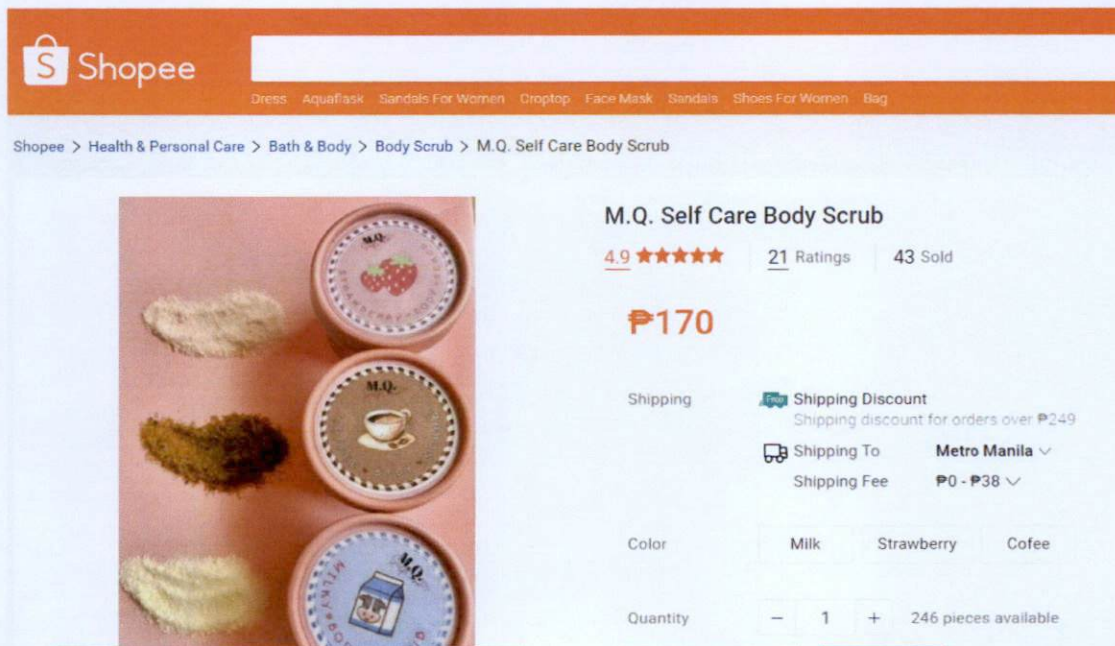 Shopee
Dress Aquaflask Sandals For Women Croptop Face Mask Sandals Shoes For Women Bag
Shopee > Health & Personal Care > Bath & Body > Body Scrub > M.Q. Self Care Body Scrub
M.Q. Self Care Body Scrub
4.9 ★★★★★ 21 Ratings 43 Sold
₱170
Shipping
Free Shipping Discount
Shipping discount for orders over ₱249
Shipping To Metro Manila
Shipping Fee ₱0 - ₱38
Color Milk Strawberry Cofee
Quantity − 1 + 246 pieces available
M.Q.
M.Q.
M.Q.